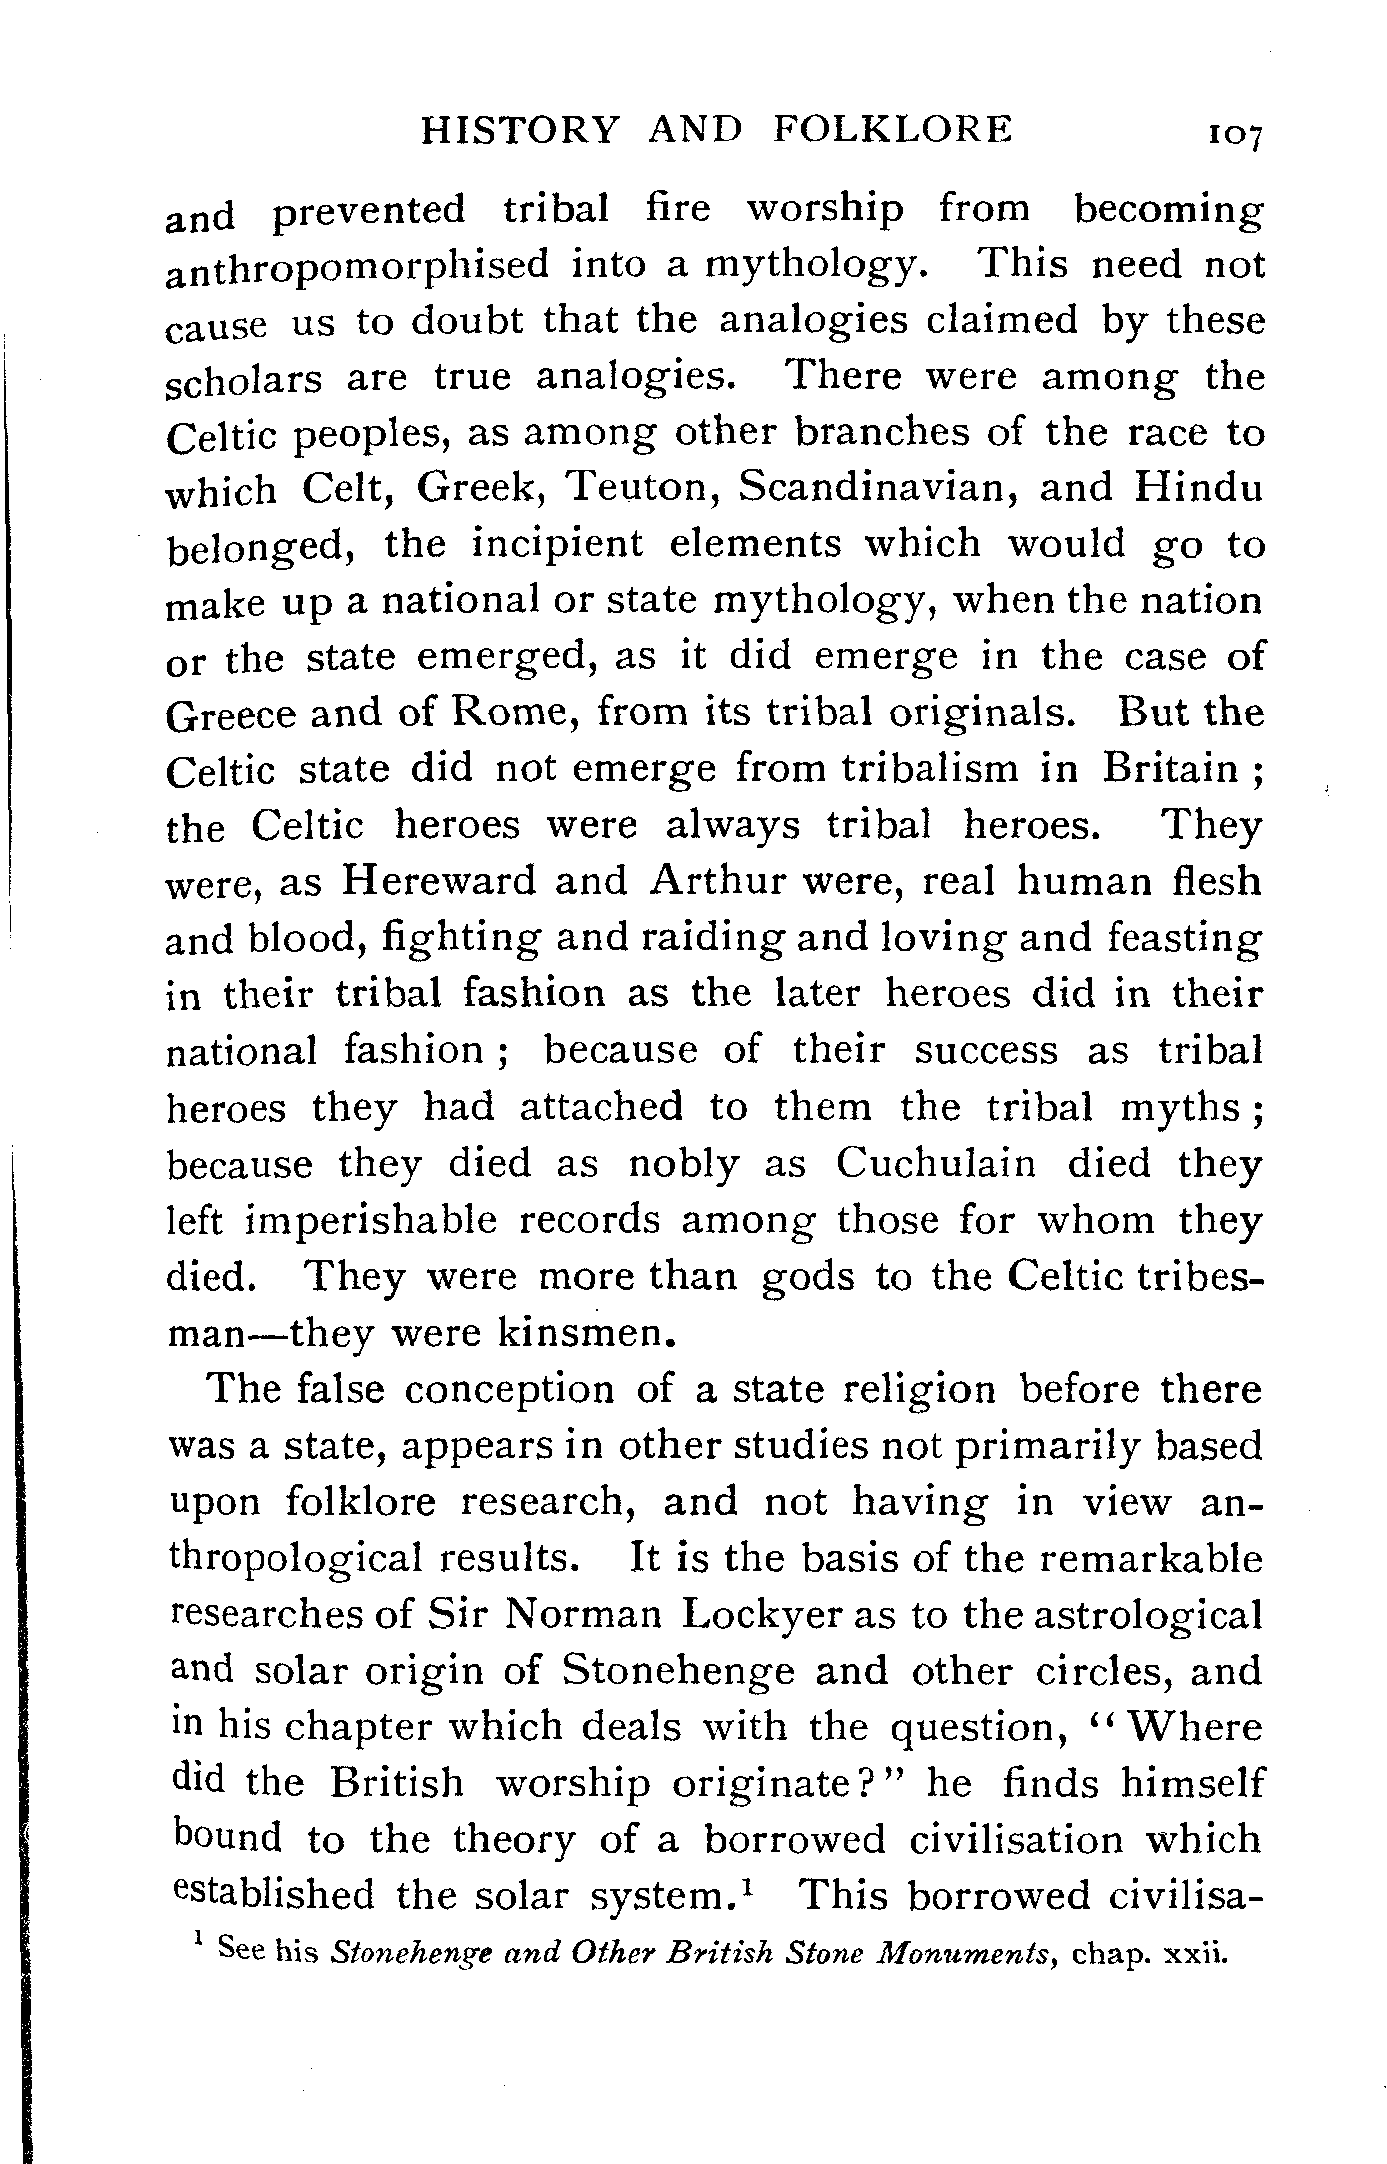 HISTORY AND FOLKLORE 107
and prevented tribal fire worship from becoming
anthropomorphised into a mythology. This need not
cause us to doubt that the analogies claimed by these
scholars are true analogies. There were among the
Celtic peoples, as among other branches of the race to
which Celt, Greek, Teuton, Scandinavian, and Hindu
belonged, the incipient elements which would go to
make up a national or state mythology, when the nation
or the state emerged, as it did emerge in the case of
Greece and of Rome, from its tribal originals. But the
Celtic state did not emerge from tribalism in Britain ;
the Celtic heroes were always tribal heroes. They
were, as Hereward and Arthur were, real human flesh
and blood, fighting and raiding and loving and feasting
in their tribal fashion as the later heroes did in their
national fashion ; because of their success as tribal
heroes they had attached to them the tribal myths ;
because they died as nobly as Cuchulain died they
left imperishable records among those for whom they
died. They were more than gods to the Celtic tribes-
man—they were kinsmen.
The false conception of a state religion before there
was a state, appears in other studies not primarily based
upon folklore research, and not having in view an-
thropological results. It is the basis of the remarkable
researches of Sir Norman Lockyer as to the astrological
and solar origin of Stonehenge and other circles, and
in his chapter which deals with the question, “ Where
did the British worship originate ? ” he finds himself
bound to the theory of a borrowed civilisation which
established the solar system.¹ This borrowed civilisa-
¹ See his Stonehenge and Other British Stone Monuments, chap. xxii.